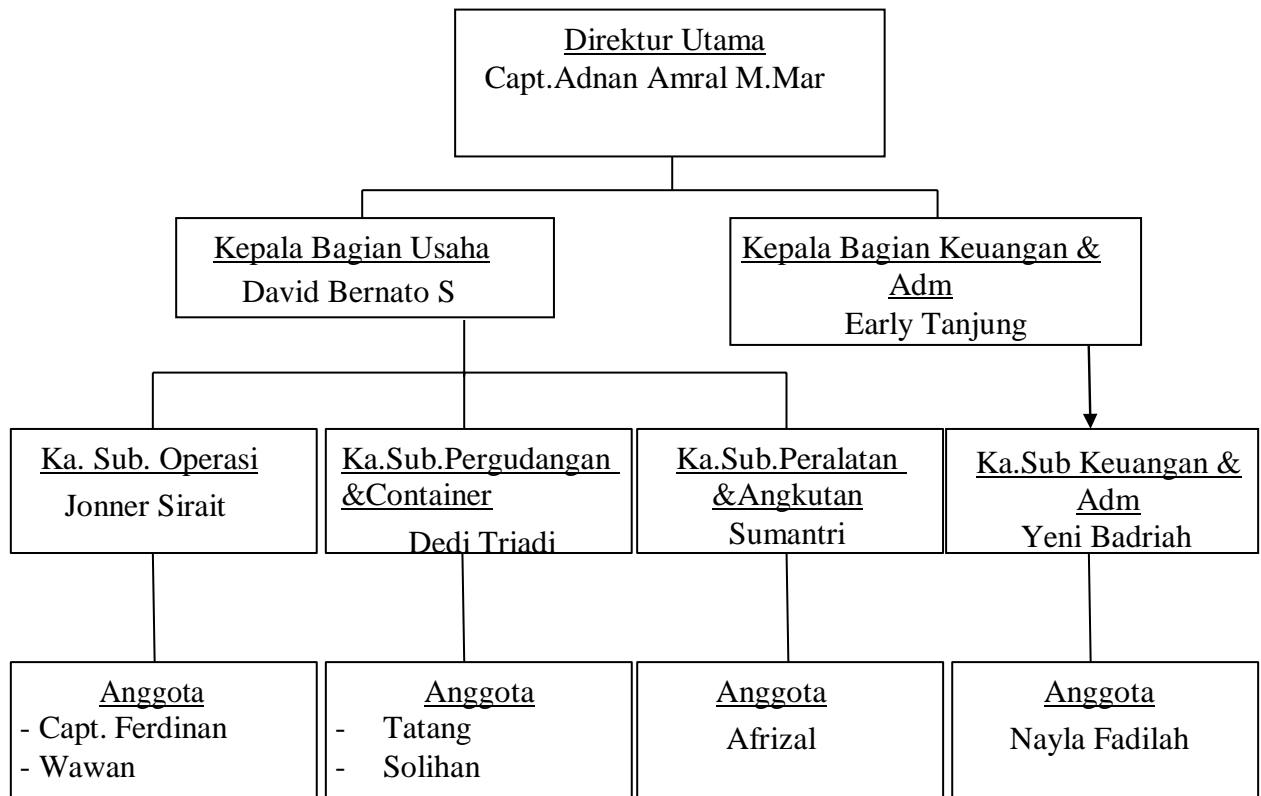 Direktur Utama
Capt.Adnan Amral M.Mar
Kepala Bagian Usaha
David Bernato S
Kepala Bagian Keuangan &
Adm
Early Tanjung
Ka. Sub. Operasi
Jonner Sirait
Ka.Sub.Pergudangan
&Container
Dedi Triadi
Ka.Sub.Peralatan
&Angkutan
Sumantri
Ka.Sub Keuangan &
Adm
Yeni Badriah
Anggota
- Capt. Ferdinan
- Wawan
Anggota
- Tatang
- Solihan
Anggota
Afrizal
Anggota
Nayla Fadilah